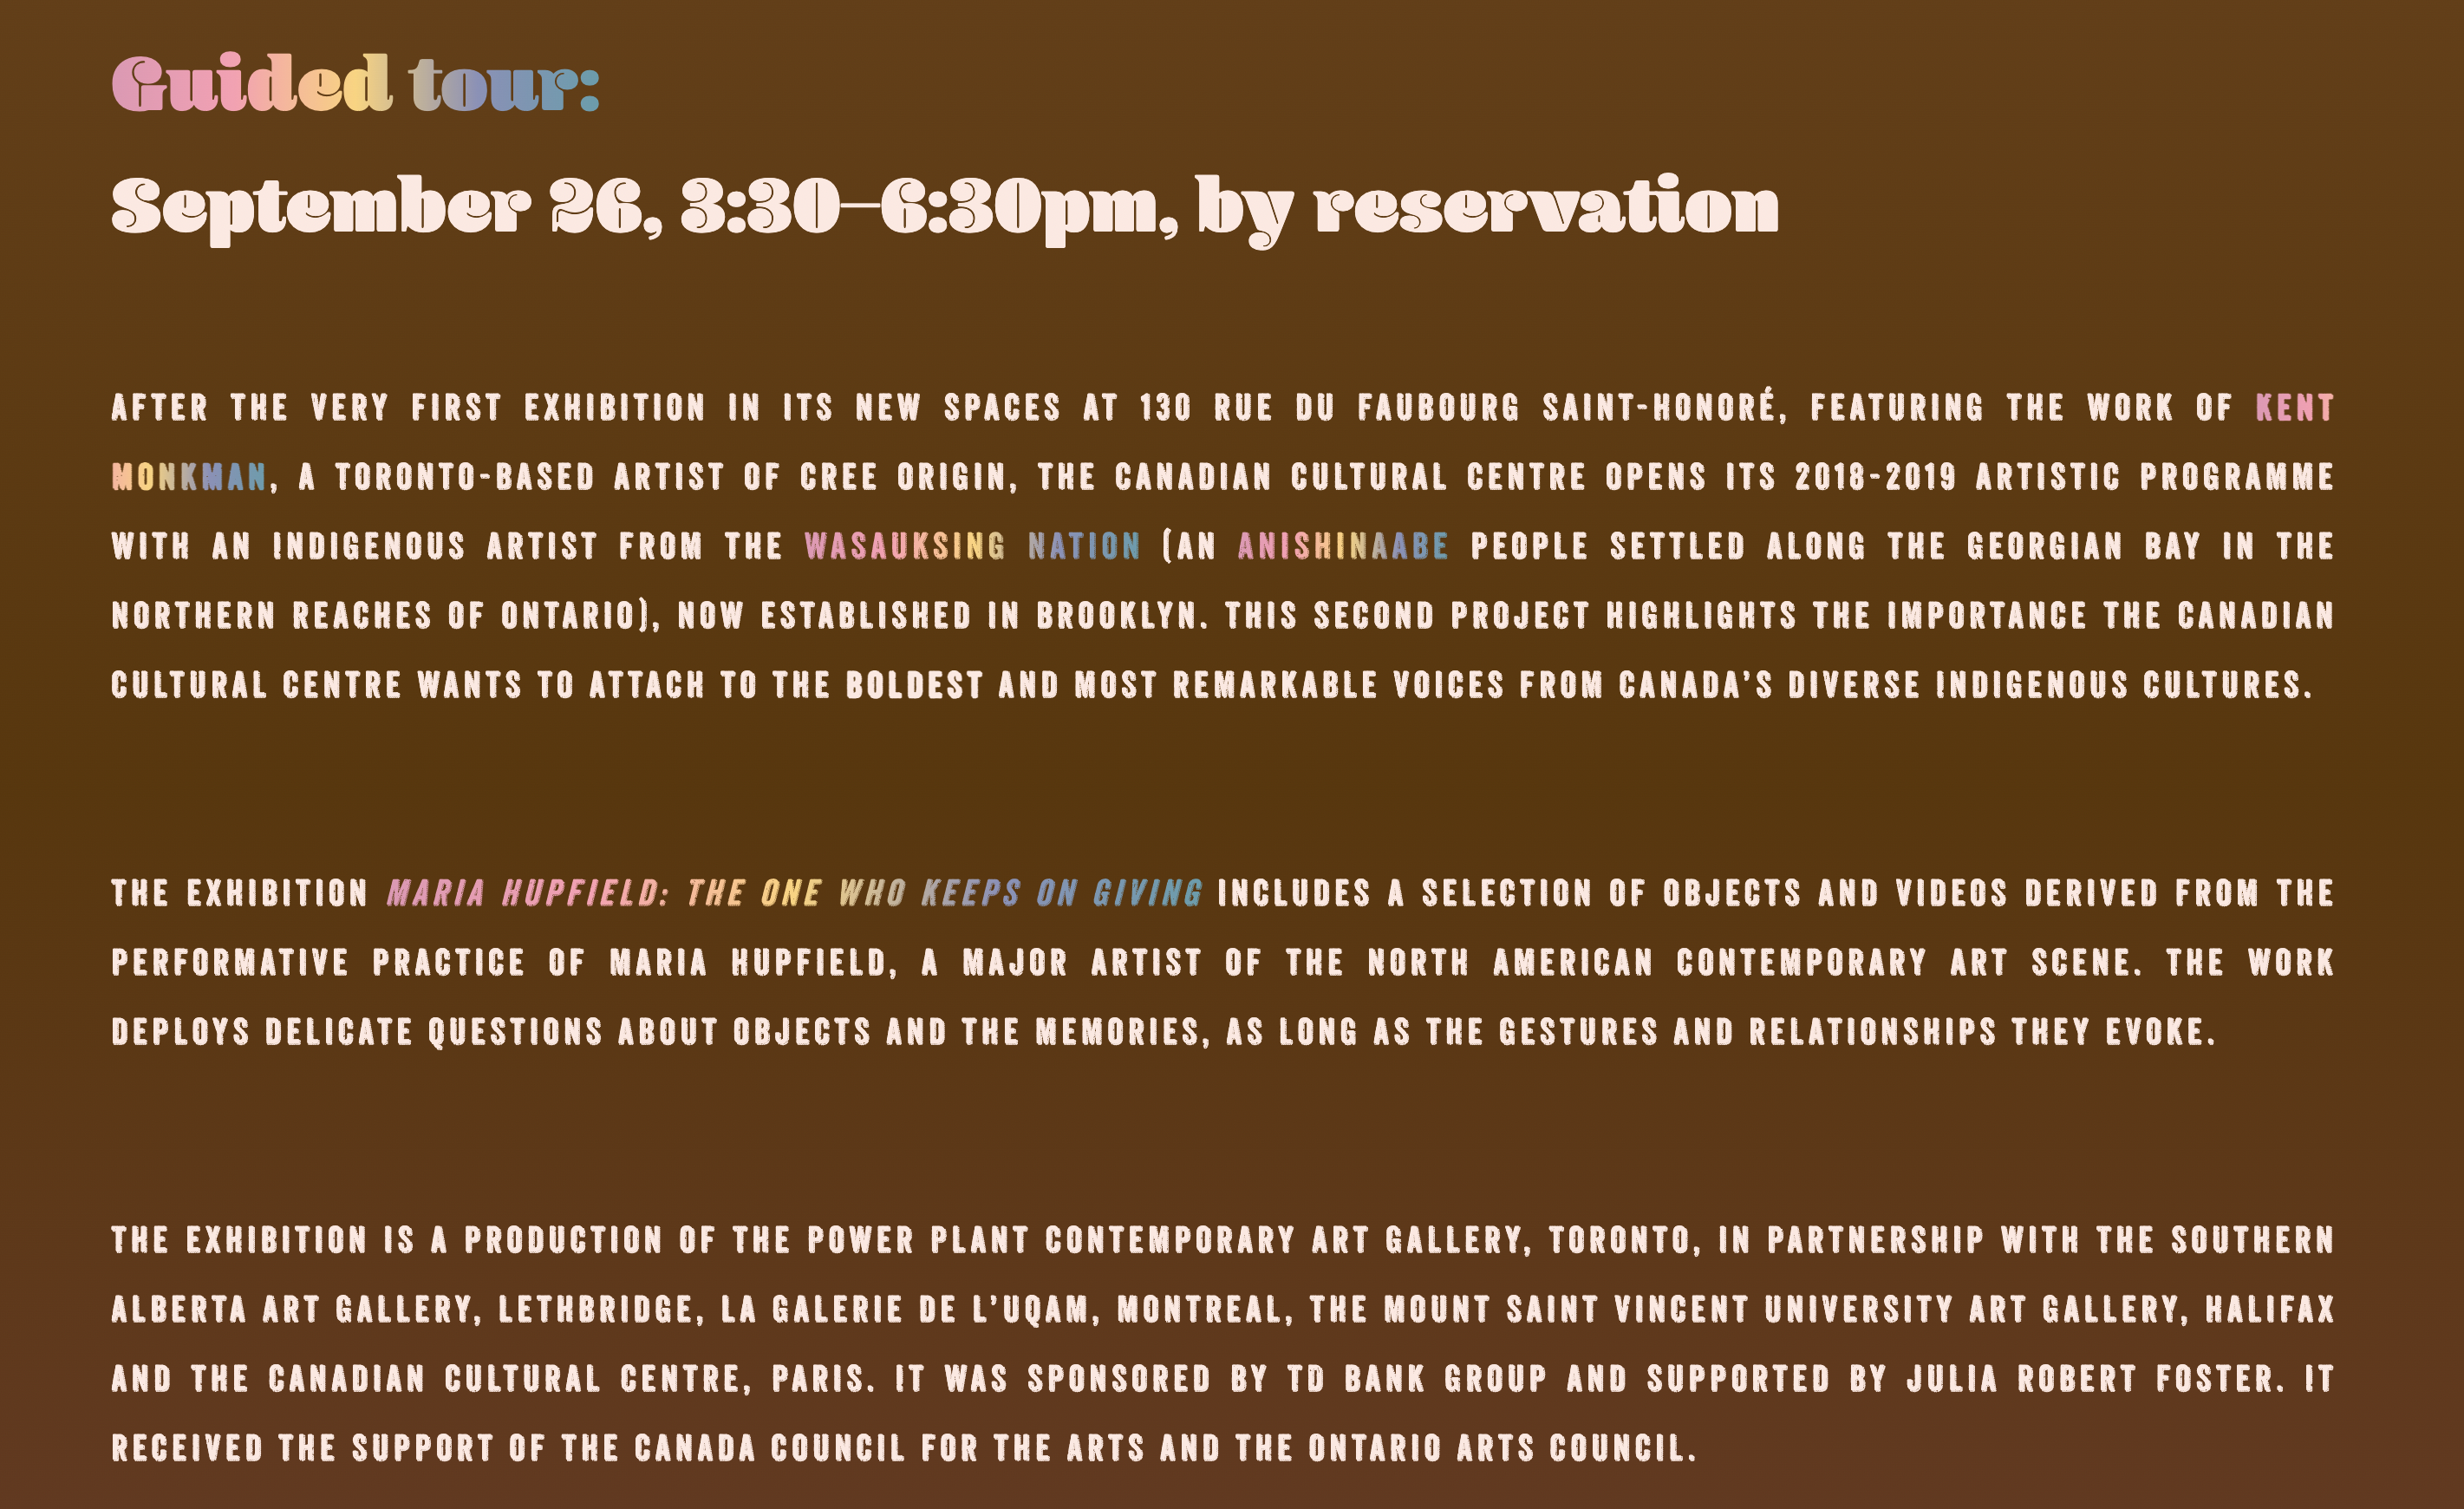 Guided tour:
September 26, 3:30–6:30pm, by reservation
AFTER THE VERY FIRST EXHIBITION IN ITS NEW SPACES AT 130 RUE DU FAUBOURG SAINT-HONORÉ, FEATURING THE WORK OF KENT
MONKMAN, A TORONTO-BASED ARTIST OF CREE ORIGIN, THE CANADIAN CULTURAL CENTRE OPENS ITS 2018-2019 ARTISTIC PROGRAMME
WITH AN INDIGENOUS ARTIST FROM THE WASAUKSING NATION (AN ANISHINAABE PEOPLE SETTLED ALONG THE GEORGIAN BAY IN THE
NORTHERN REACHES OF ONTARIO), NOW ESTABLISHED IN BROOKLYN. THIS SECOND PROJECT HIGHLIGHTS THE IMPORTANCE THE CANADIAN
CULTURAL CENTRE WANTS TO ATTACH TO THE BOLDEST AND MOST REMARKABLE VOICES FROM CANADA'S DIVERSE INDIGENOUS CULTURES.
THE EXHIBITION MARIA HUPFIELD: THE ONE WHO KEEPS ON GIVING INCLUDES A SELECTION OF OBJECTS AND VIDEOS DERIVED FROM THE
PERFORMATIVE PRACTICE OF MARIA HUPFIELD, A MAJOR ARTIST OF THE NORTH AMERICAN CONTEMPORARY ART SCENE. THE WORK
DEPLOYS DELICATE QUESTIONS ABOUT OBJECTS AND THE MEMORIES, AS LONG AS THE GESTURES AND RELATIONSHIPS THEY EVOKE.
THE EXHIBITION IS A PRODUCTION OF THE POWER PLANT CONTEMPORARY ART GALLERY, TORONTO, IN PARTNERSHIP WITH THE SOUTHERN
ALBERTA ART GALLERY, LETHBRIDGE, LA GALERIE DE L'UQAM, MONTREAL, THE MOUNT SAINT VINCENT UNIVERSITY ART GALLERY, HALIFAX
AND THE CANADIAN CULTURAL CENTRE, PARIS. IT WAS SPONSORED BY TD BANK GROUP AND SUPPORTED BY JULIA ROBERT FOSTER. IT
RECEIVED THE SUPPORT OF THE CANADA COUNCIL FOR THE ARTS AND THE ONTARIO ARTS COUNCIL.